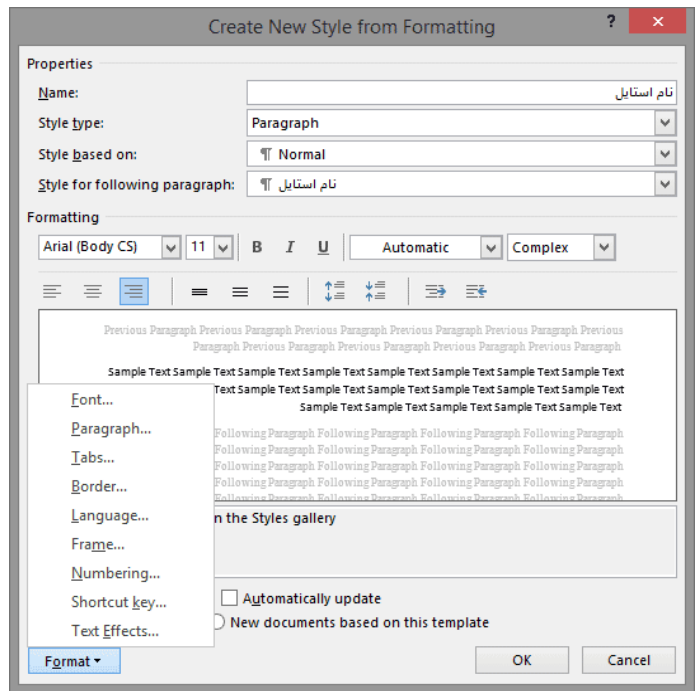 Create New Style from Formatting
? ×
Properties
Name: نام استایل
Style type: Paragraph
Style based on: ¶ Normal
Style for following paragraph: ¶ نام استایل
Formatting
Arial (Body CS) 11 B I U Automatic Complex
Previous Paragraph Previous Paragraph Previous Paragraph Previous Paragraph Previous Paragraph Previous
Paragraph Previous Paragraph Previous Paragraph Previous Paragraph Previous Paragraph
Sample Text Sample Text Sample Text Sample Text Sample Text Sample Text Sample Text Sample Text
Text Sample Text Sample Text Sample Text Sample Text Sample Text Sample Text Sample Text
Sample Text Sample Text Sample Text Sample Text Sample Text
Following Paragraph Following Paragraph Following Paragraph Following Paragraph
Following Paragraph Following Paragraph Following Paragraph Following Paragraph
Following Paragraph Following Paragraph Following Paragraph Following Paragraph
Following Paragraph Following Paragraph Following Paragraph Following Paragraph
Following Paragraph Following Paragraph Following Paragraph Following Paragraph
n the Styles gallery
Automatically update
New documents based on this template
Font...
Paragraph...
Tabs...
Border...
Language...
Frame...
Numbering...
Shortcut key...
Text Effects...
Format
OK
Cancel